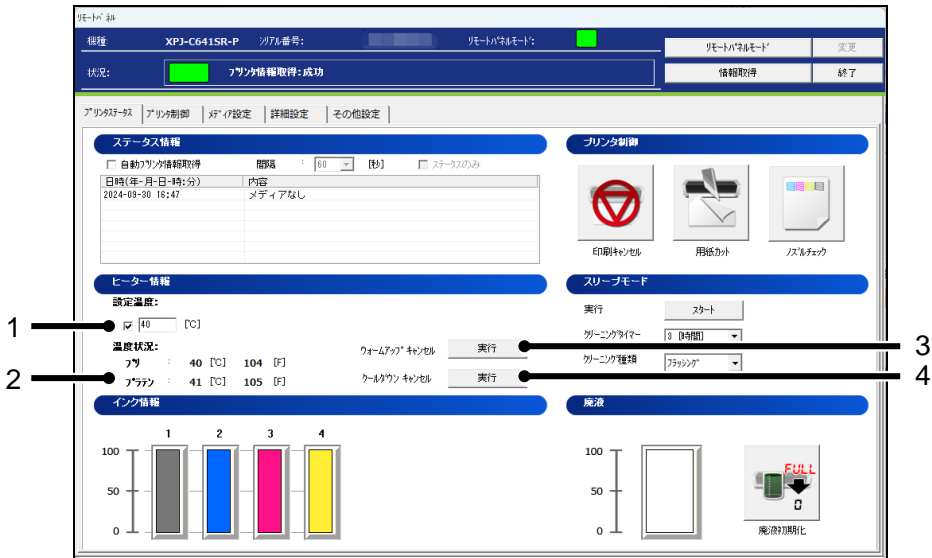 リモートパネル
機種: XPJ-C641SR-P シリアル番号: リモートパネルモード:
リモートパネルモード 変更
状況: プリンタ情報取得:成功
情報取得 終了
プリンタステータス プリンタ制御 メディア設定 詳細設定 その他設定
ステータス情報
自動プリンタ情報取得 間隔 : 60 [秒] ステータスのみ
日時(年-月-日-時:分) 内容
2024-09-30 16:47 メディアなし
プリンタ制御
印刷キャンセル 用紙カット ノズルチェック
ヒーター情報
設定温度:
1
40 [℃]
温度状況:
2
プリ : 40 [℃] 104 [F]
プラテン : 41 [℃] 105 [F]
ウォームアップ キャンセル 実行
3
クールダウン キャンセル 実行
4
スリープモード
実行 スタート
クリーニングタイマー 3 [時間]
クリーニング種類 フラッシング
インク情報
1 2 3 4
100
50
0
廃液
100
50
0
FULL
0
廃液初期化